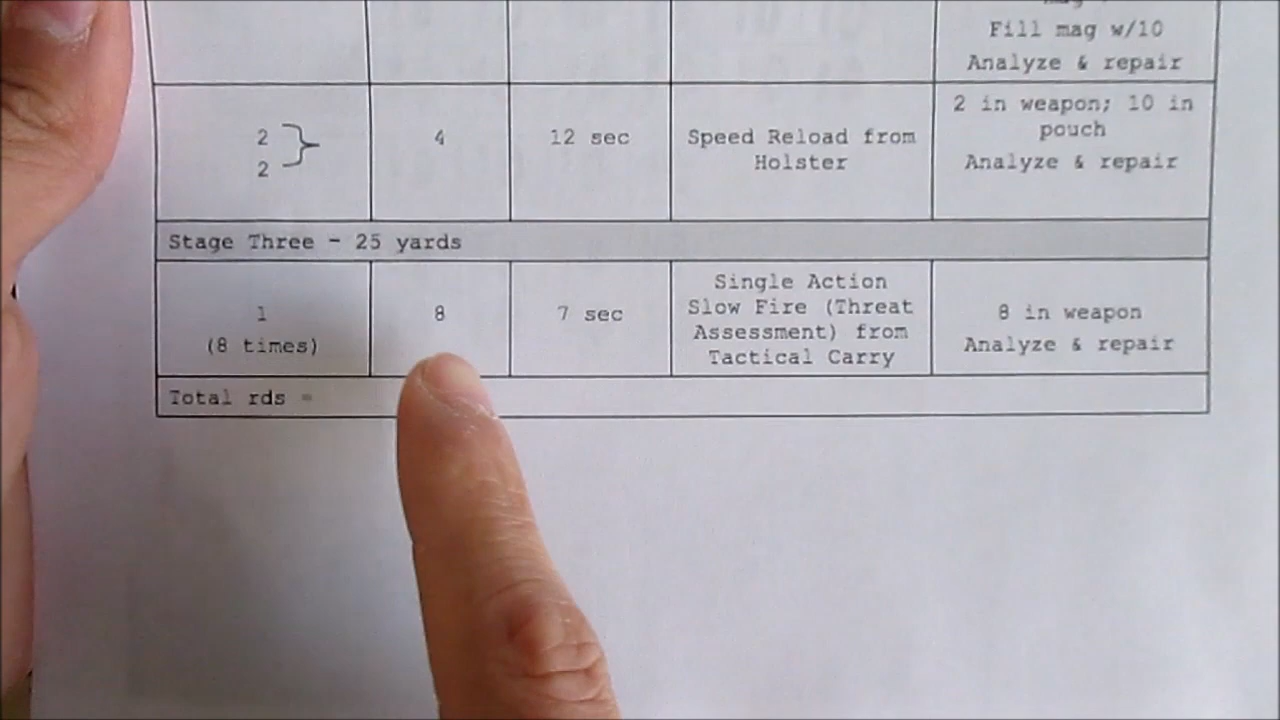 Fill mag w/10
Analyze & repair
2
2
4
12 sec
Speed Reload from
Holster
2 in weapon; 10 in
pouch
Analyze & repair
Stage Three - 25 yards
1
(8 times)
8
7 sec
Single Action
Slow Fire (Threat
Assessment) from
Tactical Carry
8 in weapon
Analyze & repair
Total rds =